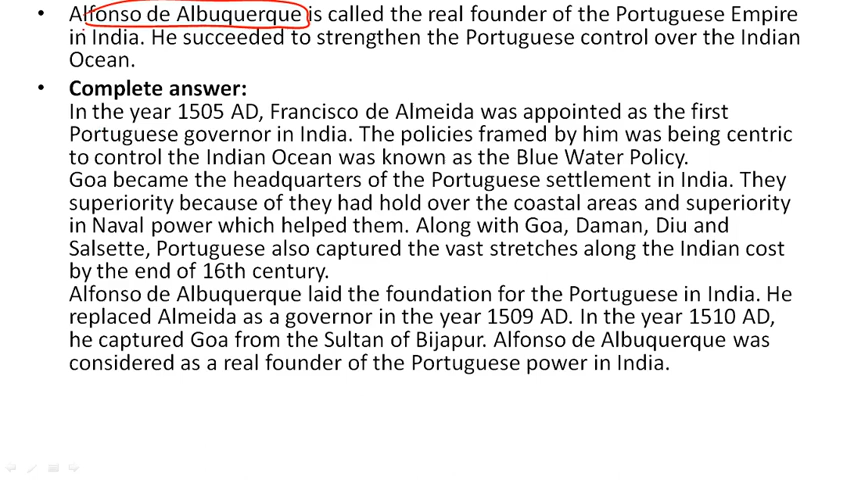 • Alfonso de Albuquerque is called the real founder of the Portuguese Empire
in India. He succeeded to strengthen the Portuguese control over the Indian
Ocean.
• Complete answer:
In the year 1505 AD, Francisco de Almeida was appointed as the first
Portuguese governor in India. The policies framed by him was being centric
to control the Indian Ocean was known as the Blue Water Policy.
Goa became the headquarters of the Portuguese settlement in India. They
superiority because of they had hold over the coastal areas and superiority
in Naval power which helped them. Along with Goa, Daman, Diu and
Salsette, Portuguese also captured the vast stretches along the Indian cost
by the end of 16th century.
Alfonso de Albuquerque laid the foundation for the Portuguese in India. He
replaced Almeida as a governor in the year 1509 AD. In the year 1510 AD,
he captured Goa from the Sultan of Bijapur. Alfonso de Albuquerque was
considered as a real founder of the Portuguese power in India.